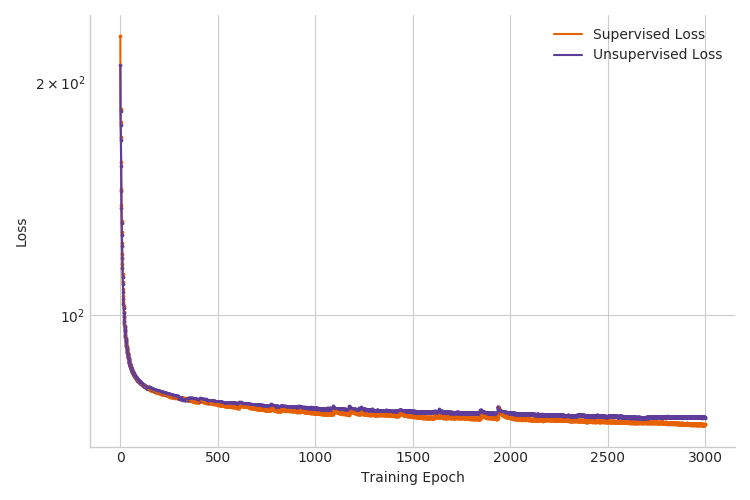 Supervised Loss
Unsupervised Loss
2 × 10²
Loss
10²
0 500 1000 1500 2000 2500 3000
Training Epoch